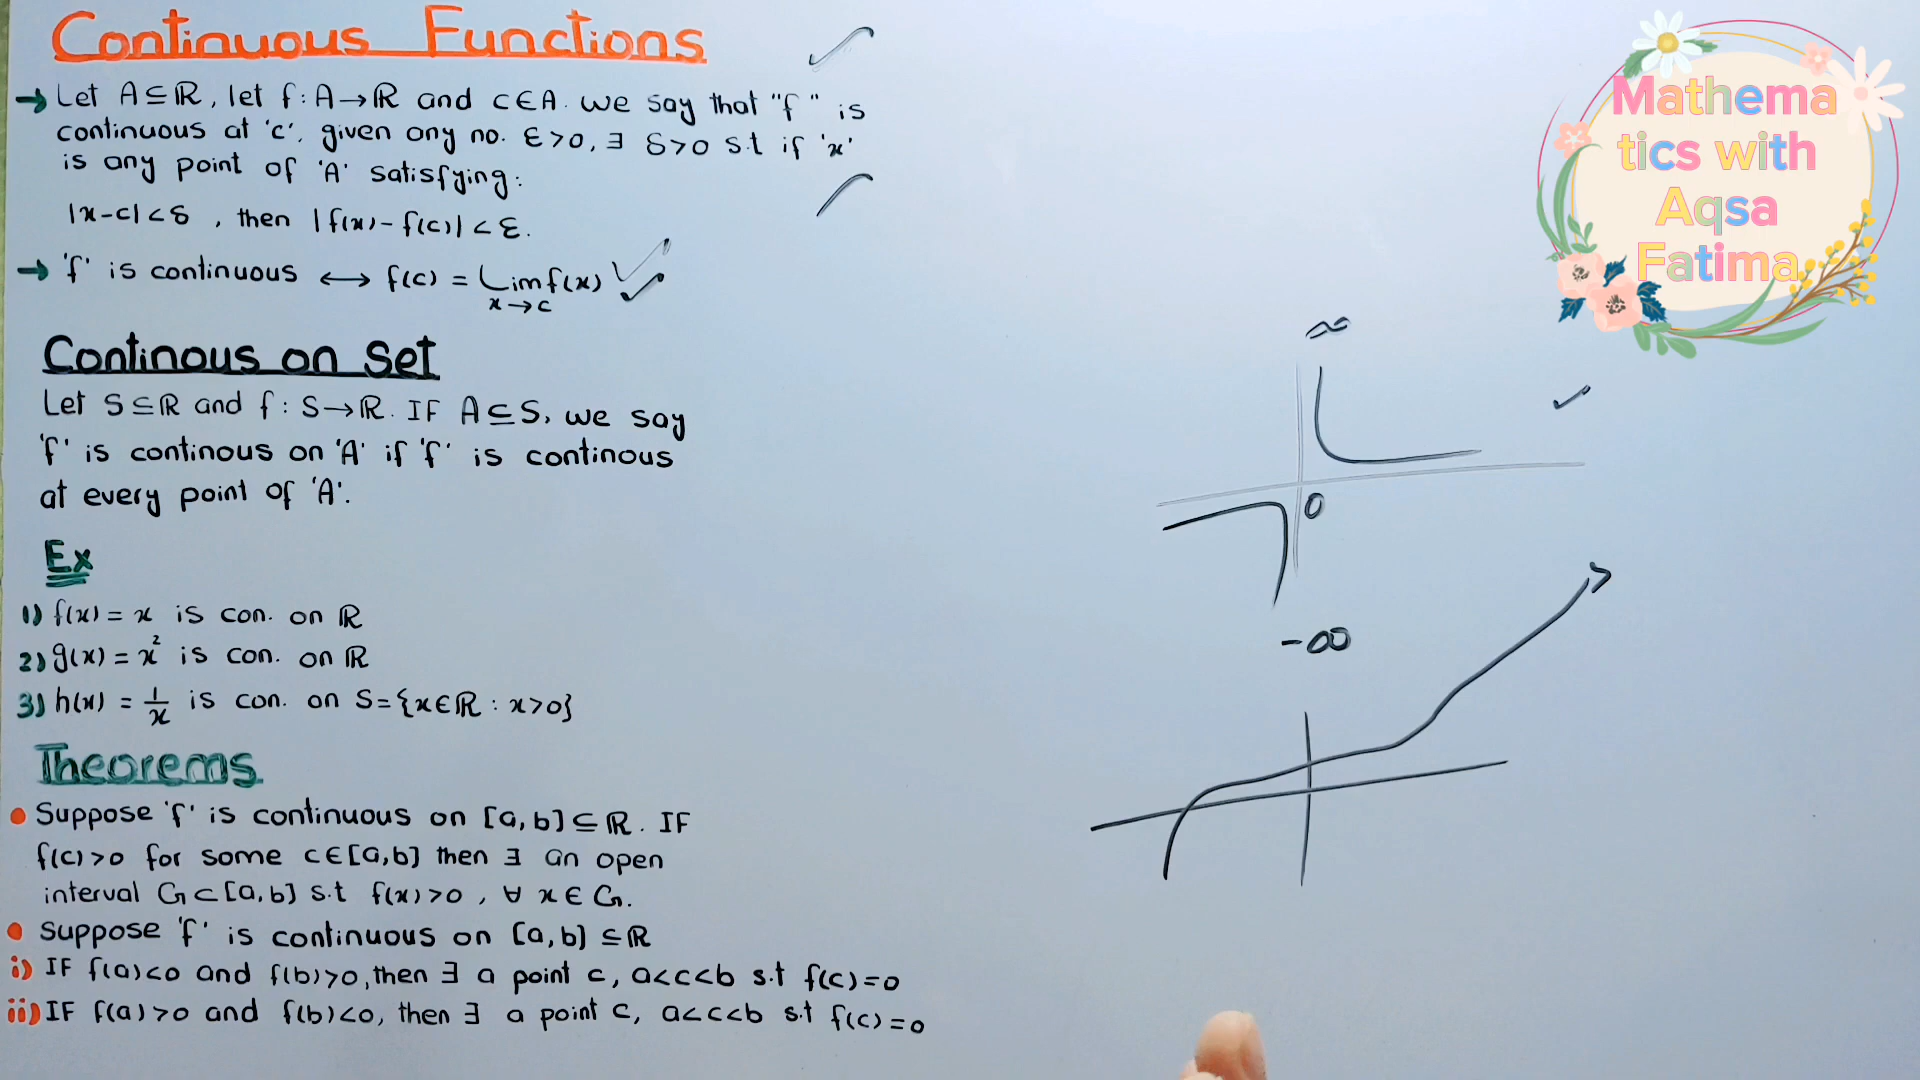 Continuous Functions
→ Let A⊆ℝ, let f:A→ℝ and c∈A. we say that "f" is
continuous at 'c', given any no. ε>0, ∃ δ>0 s.t if 'x'
is any point of 'A' satisfying:
|x-c|<δ , then |f(x)-f(c)|<ε.
→ 'f' is continuous ⟷ f(c) = Lim f(x)
x→c
Continous on Set
Let S⊆ℝ and f: S→ℝ. IF A⊆S, we say
'f' is continous on 'A' if 'f' is continous
at every point of 'A'.
Ex
1) f(x) = x is con. on ℝ
2) g(x) = x² is con. on ℝ
3) h(x) = 1/x is con. on S={x∈ℝ : x>0}
Theorems
• Suppose 'f' is continuous on [a,b]⊆ℝ. IF
f(c)>0 for some c∈[a,b] then ∃ an open
interval G⊂[a,b] s.t f(x)>0, ∀ x∈G.
• Suppose 'f' is continuous on [a,b] ⊆ℝ
i) IF f(a)<0 and f(b)>0, then ∃ a point c, a<c<b s.t f(c)=0
ii) IF f(a)>0 and f(b)<0, then ∃ a point c, a<c<b s.t f(c)=0
∞
0
-∞
Mathema
tics with
Aqsa
Fatima